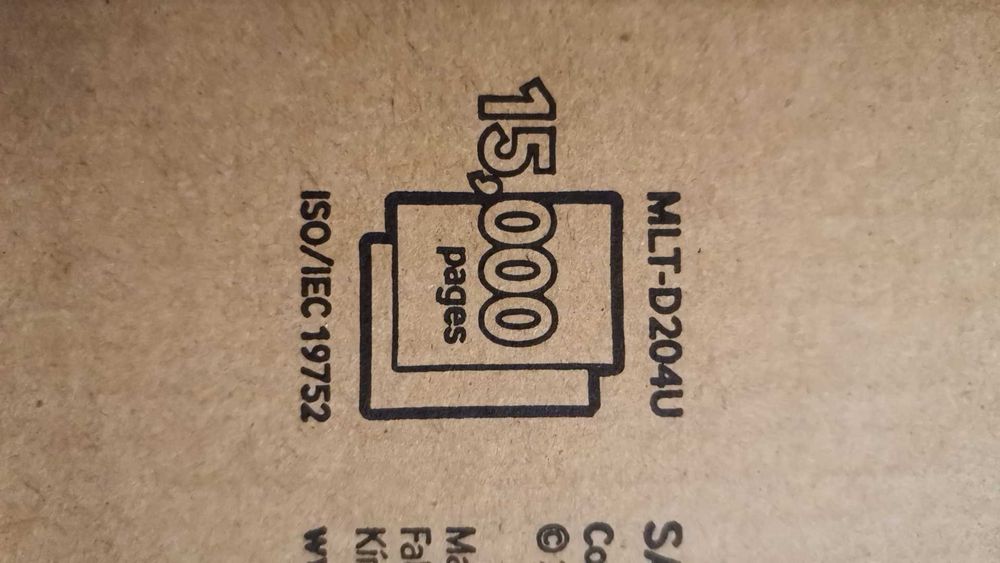 MLT-D204U
15,000
pages
ISO/IEC 19752
©